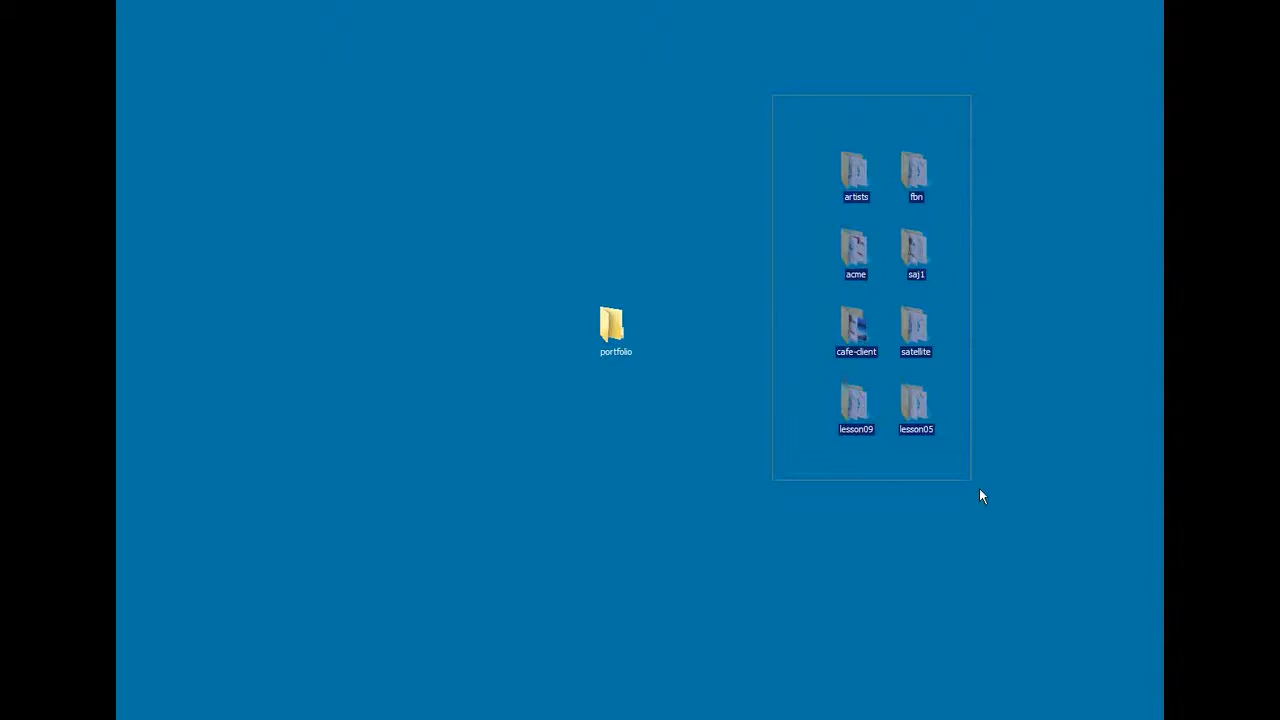 artists fbn
acme saj1
portfolio cafe-client satellite
lesson09 lesson05